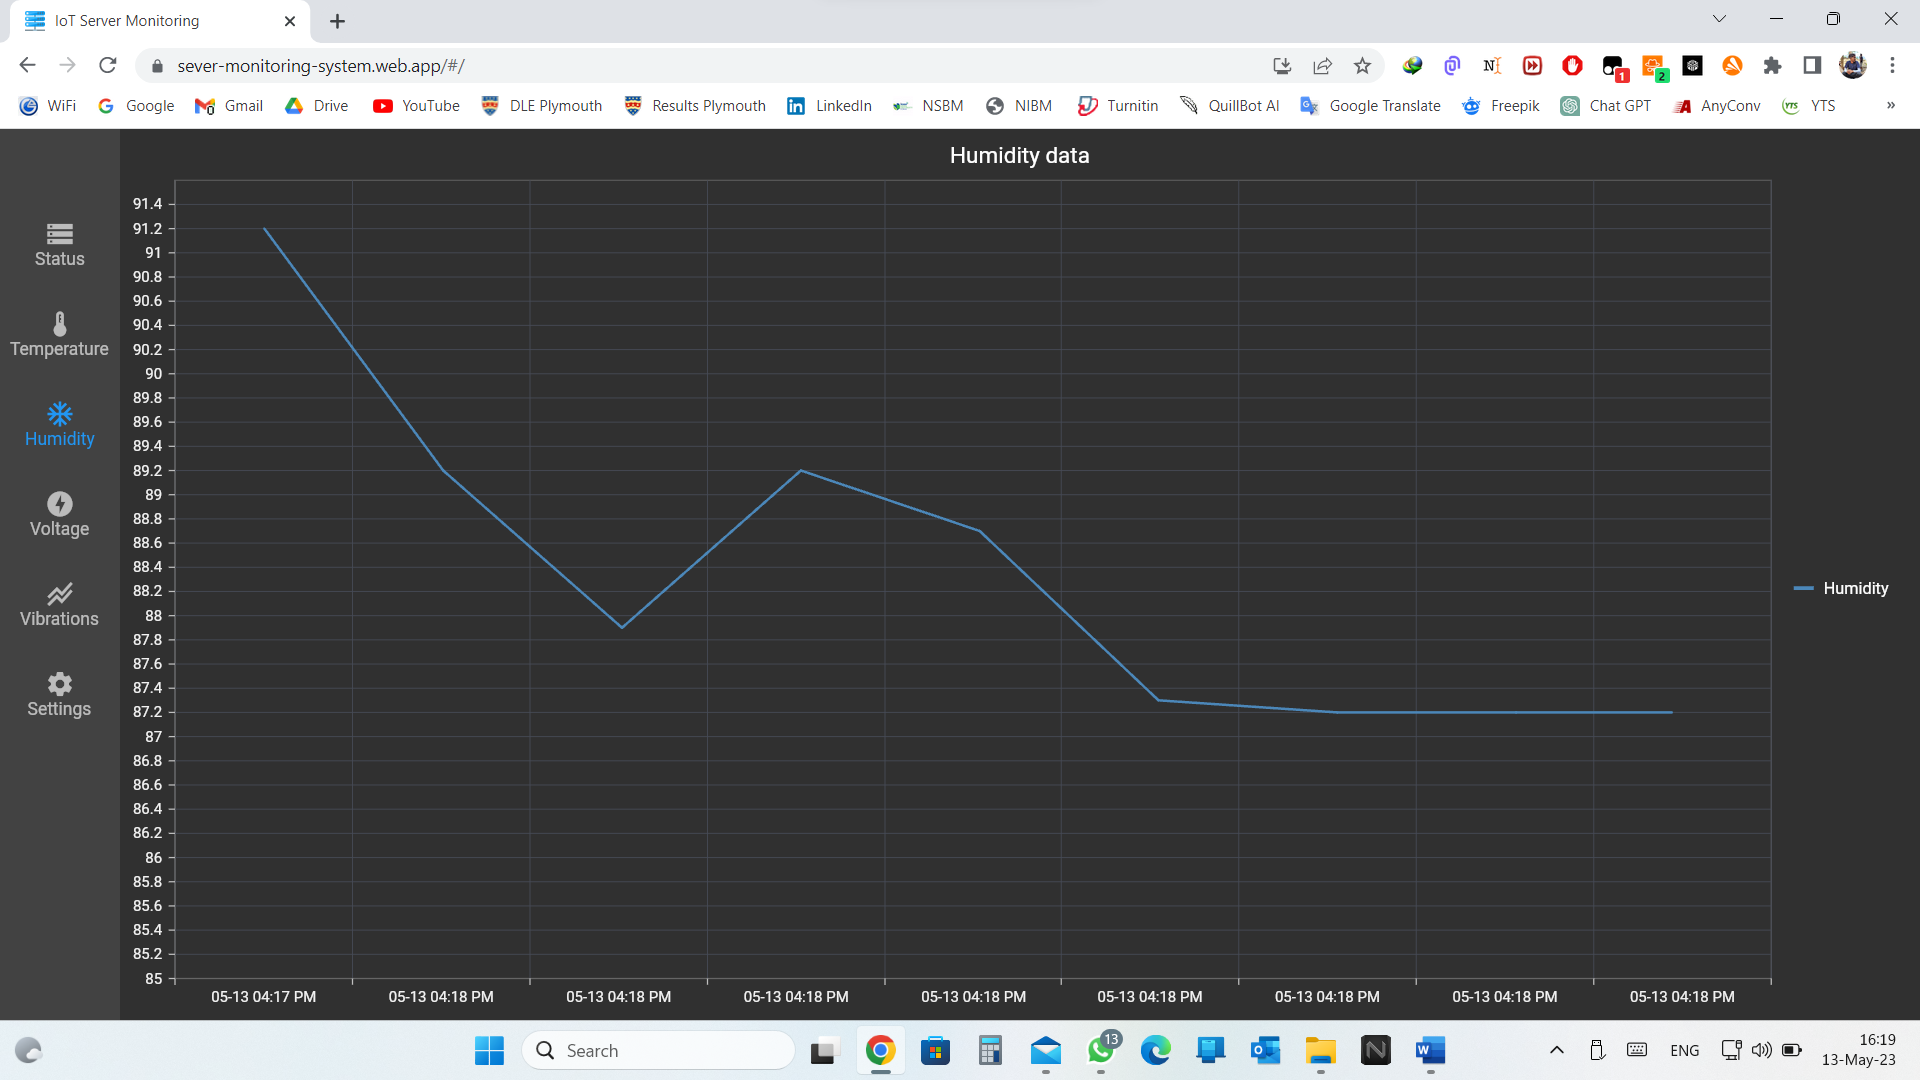 IoT Server Monitoring
sever-monitoring-system.web.app/#/
1
2
WiFi Google Gmail Drive YouTube DLE Plymouth Results Plymouth LinkedIn NSBM NIBM Turnitin QuillBot AI Google Translate Freepik Chat GPT AnyConv YTS »
Humidity data
Status
Temperature
Humidity
Voltage
Vibrations
Settings
91.4
91.2
91
90.8
90.6
90.4
90.2
90
89.8
89.6
89.4
89.2
89
88.8
88.6
88.4
88.2
88
87.8
87.6
87.4
87.2
87
86.8
86.6
86.4
86.2
86
85.8
85.6
85.4
85.2
85
Humidity
05-13 04:17 PM 05-13 04:18 PM 05-13 04:18 PM 05-13 04:18 PM 05-13 04:18 PM 05-13 04:18 PM 05-13 04:18 PM 05-13 04:18 PM 05-13 04:18 PM
Search
13
ENG
16:19
13-May-23